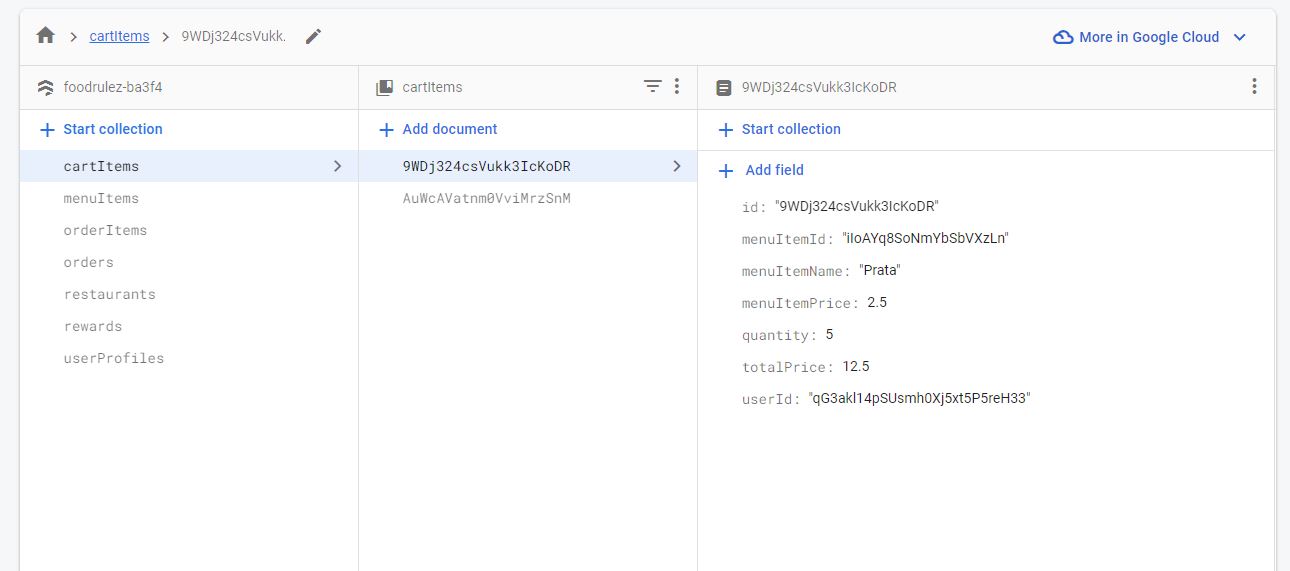 cartItems > 9WDj324csVukk.
More in Google Cloud
foodrulez-ba3f4
Start collection
cartItems
menuItems
orderItems
orders
restaurants
rewards
userProfiles
cartItems
Add document
9WDj324csVukk3IcKoDR
AuWcAVatnm0VviMrzSnM
9WDj324csVukk3IcKoDR
Start collection
Add field
id: "9WDj324csVukk3IcKoDR"
menuItemId: "iIoAYq8SoNmYbSbVXzLn"
menuItemName: "Prata"
menuItemPrice: 2.5
quantity: 5
totalPrice: 12.5
userId: "qG3akl14pSUsmh0Xj5xt5P5reH33"